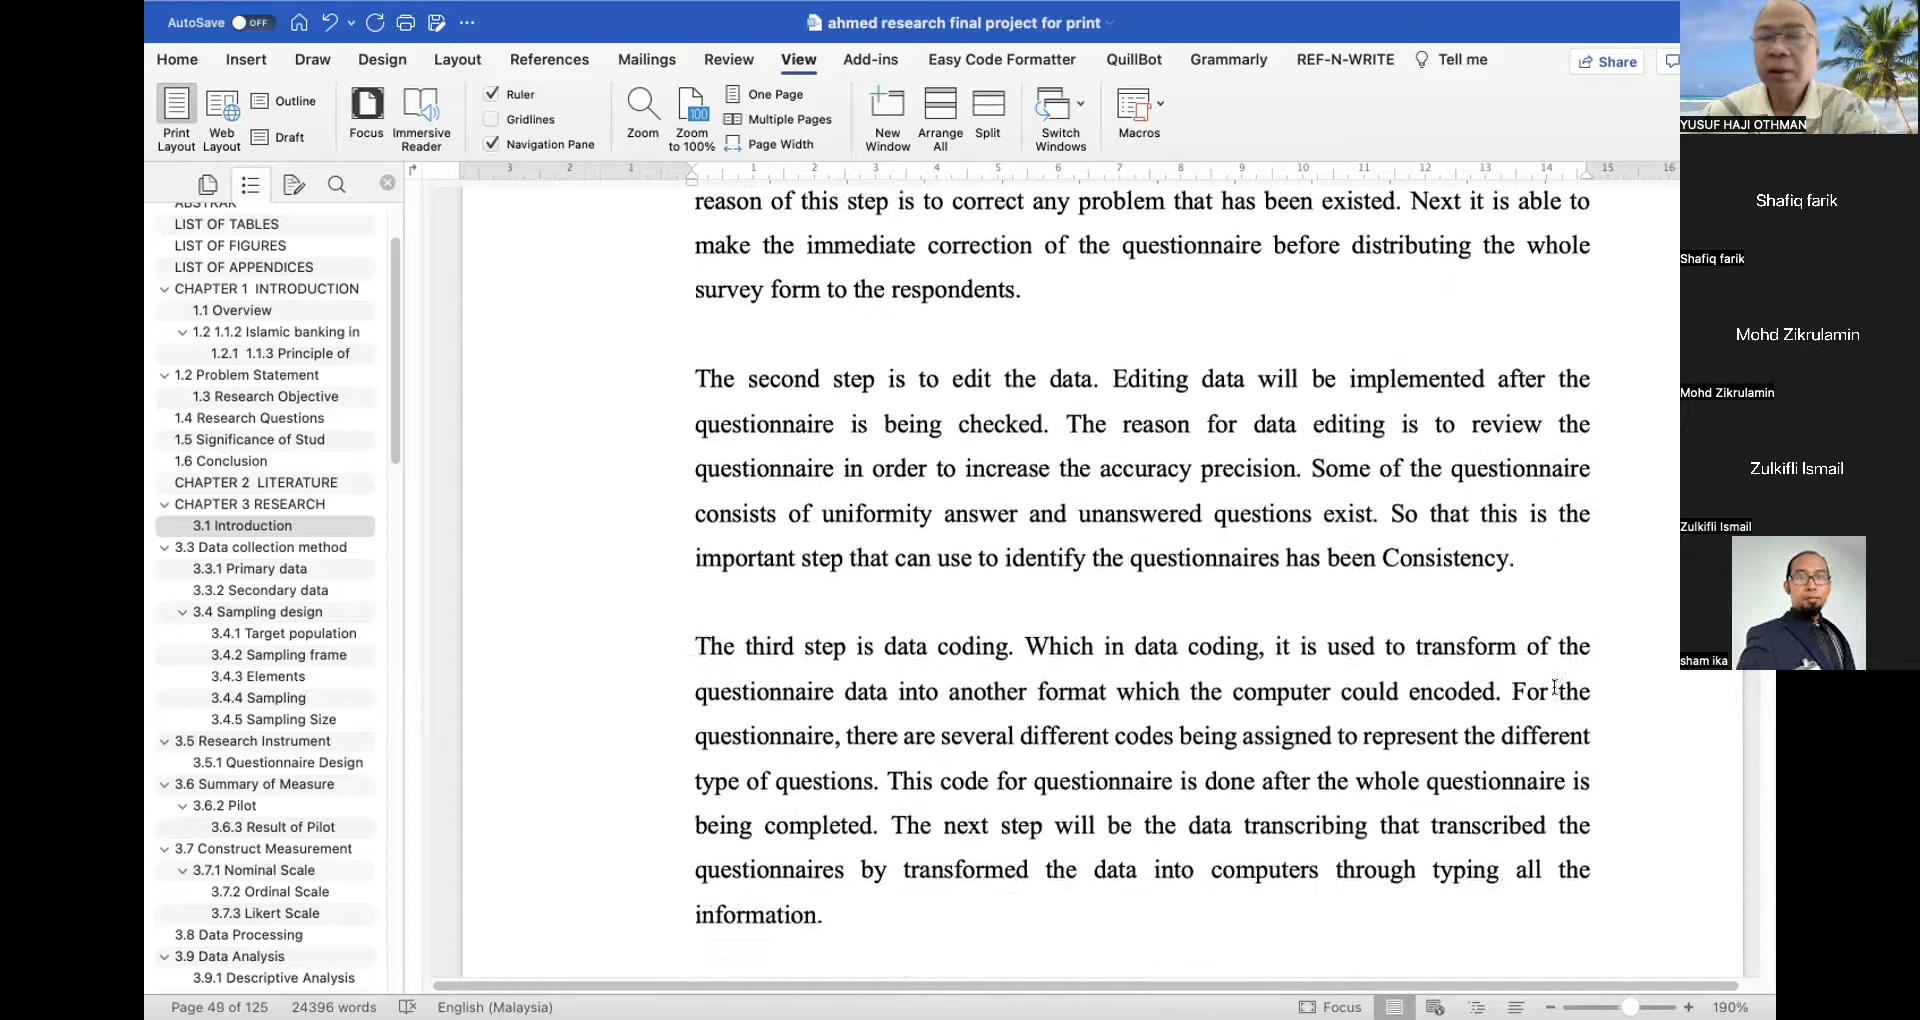 AutoSave OFF
ahmed research final project for print
Home Insert Draw Design Layout References Mailings Review View Add-ins Easy Code Formatter QuillBot Grammarly REF-N-WRITE Tell me Share
Print Layout
Web Layout
Outline
Draft
Focus
Immersive Reader
Ruler
Gridlines
Navigation Pane
Zoom
100
Zoom to 100%
One Page
Multiple Pages
Page Width
New Window
Arrange All
Split
Switch Windows
Macros
3 2 1 1 2 3 4 5 6 7 8 9 10 11 12 13 14 15 16
ABSTRAK
LIST OF TABLES
LIST OF FIGURES
LIST OF APPENDICES
CHAPTER 1 INTRODUCTION
1.1 Overview
1.2 1.1.2 Islamic banking in
1.2.1 1.1.3 Principle of
1.2 Problem Statement
1.3 Research Objective
1.4 Research Questions
1.5 Significance of Stud
1.6 Conclusion
CHAPTER 2 LITERATURE
CHAPTER 3 RESEARCH
3.1 Introduction
3.3 Data collection method
3.3.1 Primary data
3.3.2 Secondary data
3.4 Sampling design
3.4.1 Target population
3.4.2 Sampling frame
3.4.3 Elements
3.4.4 Sampling
3.4.5 Sampling Size
3.5 Research Instrument
3.5.1 Questionnaire Design
3.6 Summary of Measure
3.6.2 Pilot
3.6.3 Result of Pilot
3.7 Construct Measurement
3.7.1 Nominal Scale
3.7.2 Ordinal Scale
3.7.3 Likert Scale
3.8 Data Processing
3.9 Data Analysis
3.9.1 Descriptive Analysis
reason of this step is to correct any problem that has been existed. Next it is able to
make the immediate correction of the questionnaire before distributing the whole
survey form to the respondents.
The second step is to edit the data. Editing data will be implemented after the
questionnaire is being checked. The reason for data editing is to review the
questionnaire in order to increase the accuracy precision. Some of the questionnaire
consists of uniformity answer and unanswered questions exist. So that this is the
important step that can use to identify the questionnaires has been Consistency.
The third step is data coding. Which in data coding, it is used to transform of the
questionnaire data into another format which the computer could encoded. For the
questionnaire, there are several different codes being assigned to represent the different
type of questions. This code for questionnaire is done after the whole questionnaire is
being completed. The next step will be the data transcribing that transcribed the
questionnaires by transformed the data into computers through typing all the
information.
Page 49 of 125 24396 words English (Malaysia) Focus 190%
YUSUF HAJI OTHMAN
Shafiq farik
Shafiq farik
Mohd Zikrulamin
Mohd Zikrulamin
Zulkifli Ismail
Zulkifli Ismail
sham ika